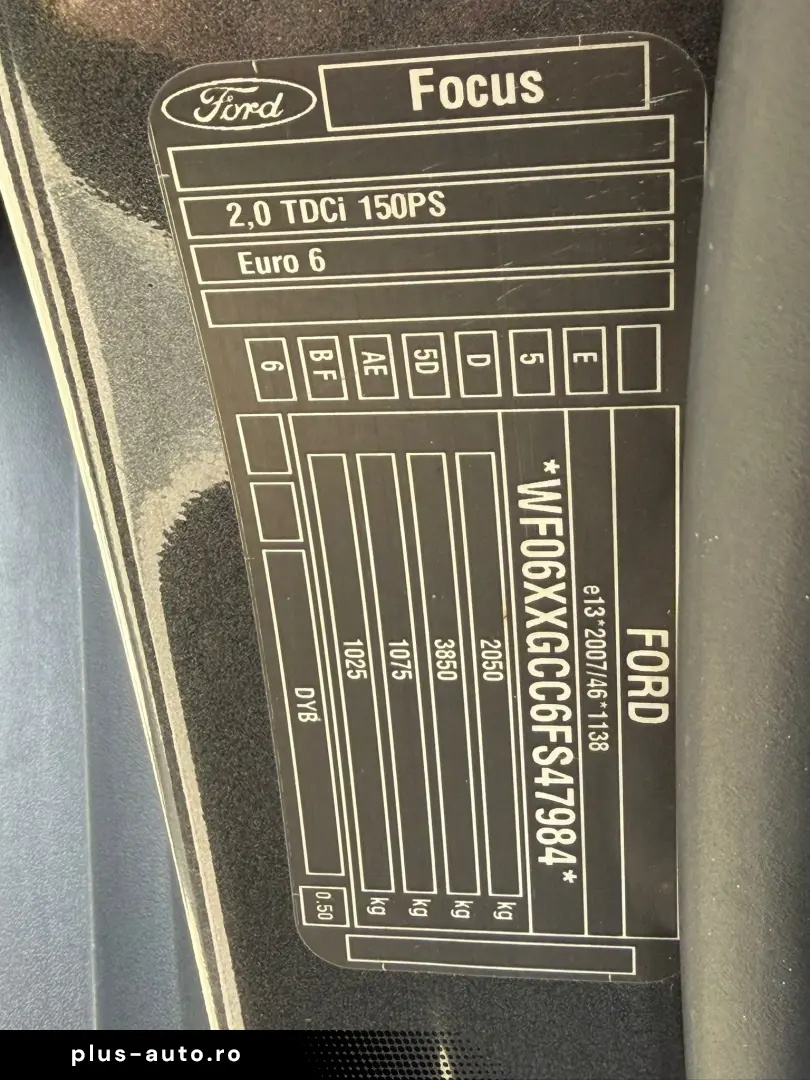 Ford
Focus
2,0 TDCi 150PS
Euro 6
6
B F
AE
5D
D
5
E
FORD
e13*2007/46*1138
*WF06XXGCC6FS47984*
2050 kg
3850 kg
1075 kg
1025 kg
DYB
0.50
plus-auto.ro